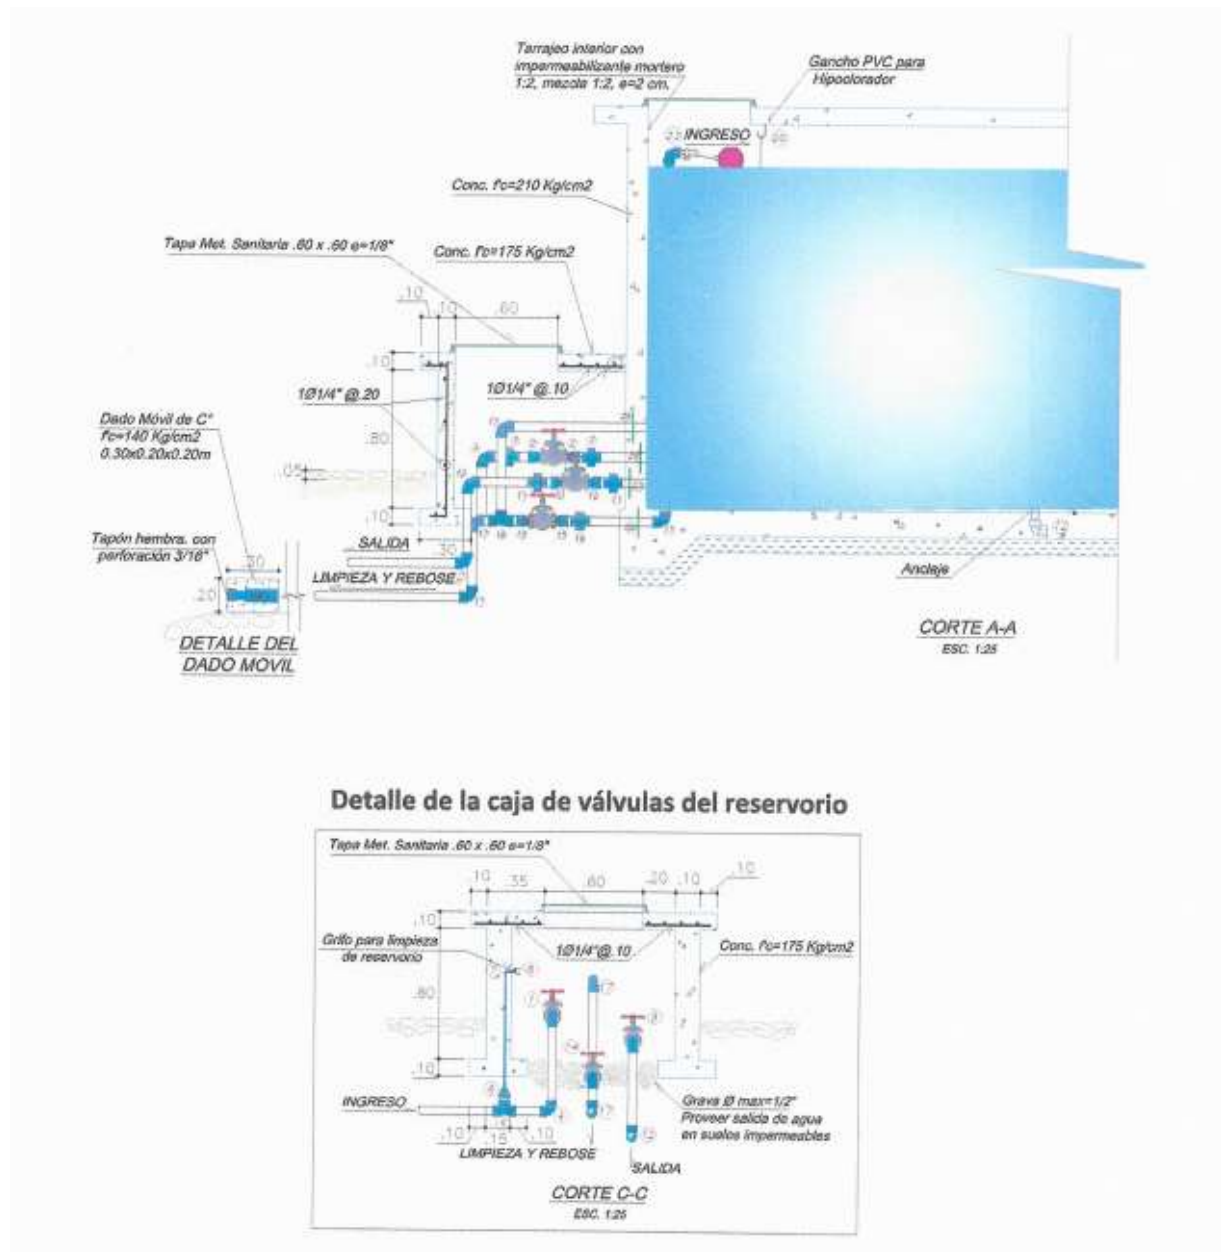 Tarrajeo interior con
impermeabilizante mortero
1:2, mezcla 1:2, e=2 cm.
Gancho PVC para
Hipoclorador
INGRESO
Conc. f'c=210 Kg/cm2
Tapa Met. Sanitaria .60 x .60 e=1/8"
Conc. f'c=175 Kg/cm2
.10
.10
.60
.10
1Ø1/4" @.20
1Ø1/4" @.10
Dado Móvil de C°
f'c=140 Kg/cm2
0.30x0.20x0.20m
.80
.05
.10
Tapón hembra. con
perforación 3/16"
SALIDA
.30
.30
LIMPIEZA Y REBOSE
.20
Anclaje
DETALLE DEL
DADO MOVIL
CORTE A-A
ESC. 1:25
Detalle de la caja de válvulas del reservorio
Tapa Met. Sanitaria .60 x .60 e=1/8"
.10
.35
.60
.20
.10
.10
.10
Grifo para limpieza
de reservorio
1Ø1/4"@.10
Conc. f'c=175 Kg/cm2
.80
.10
INGRESO
Grava Ø max=1/2"
Proveer salida de agua
en suelos impermeables
.10
.15
.10
LIMPIEZA Y REBOSE
SALIDA
CORTE C-C
ESC. 1:25